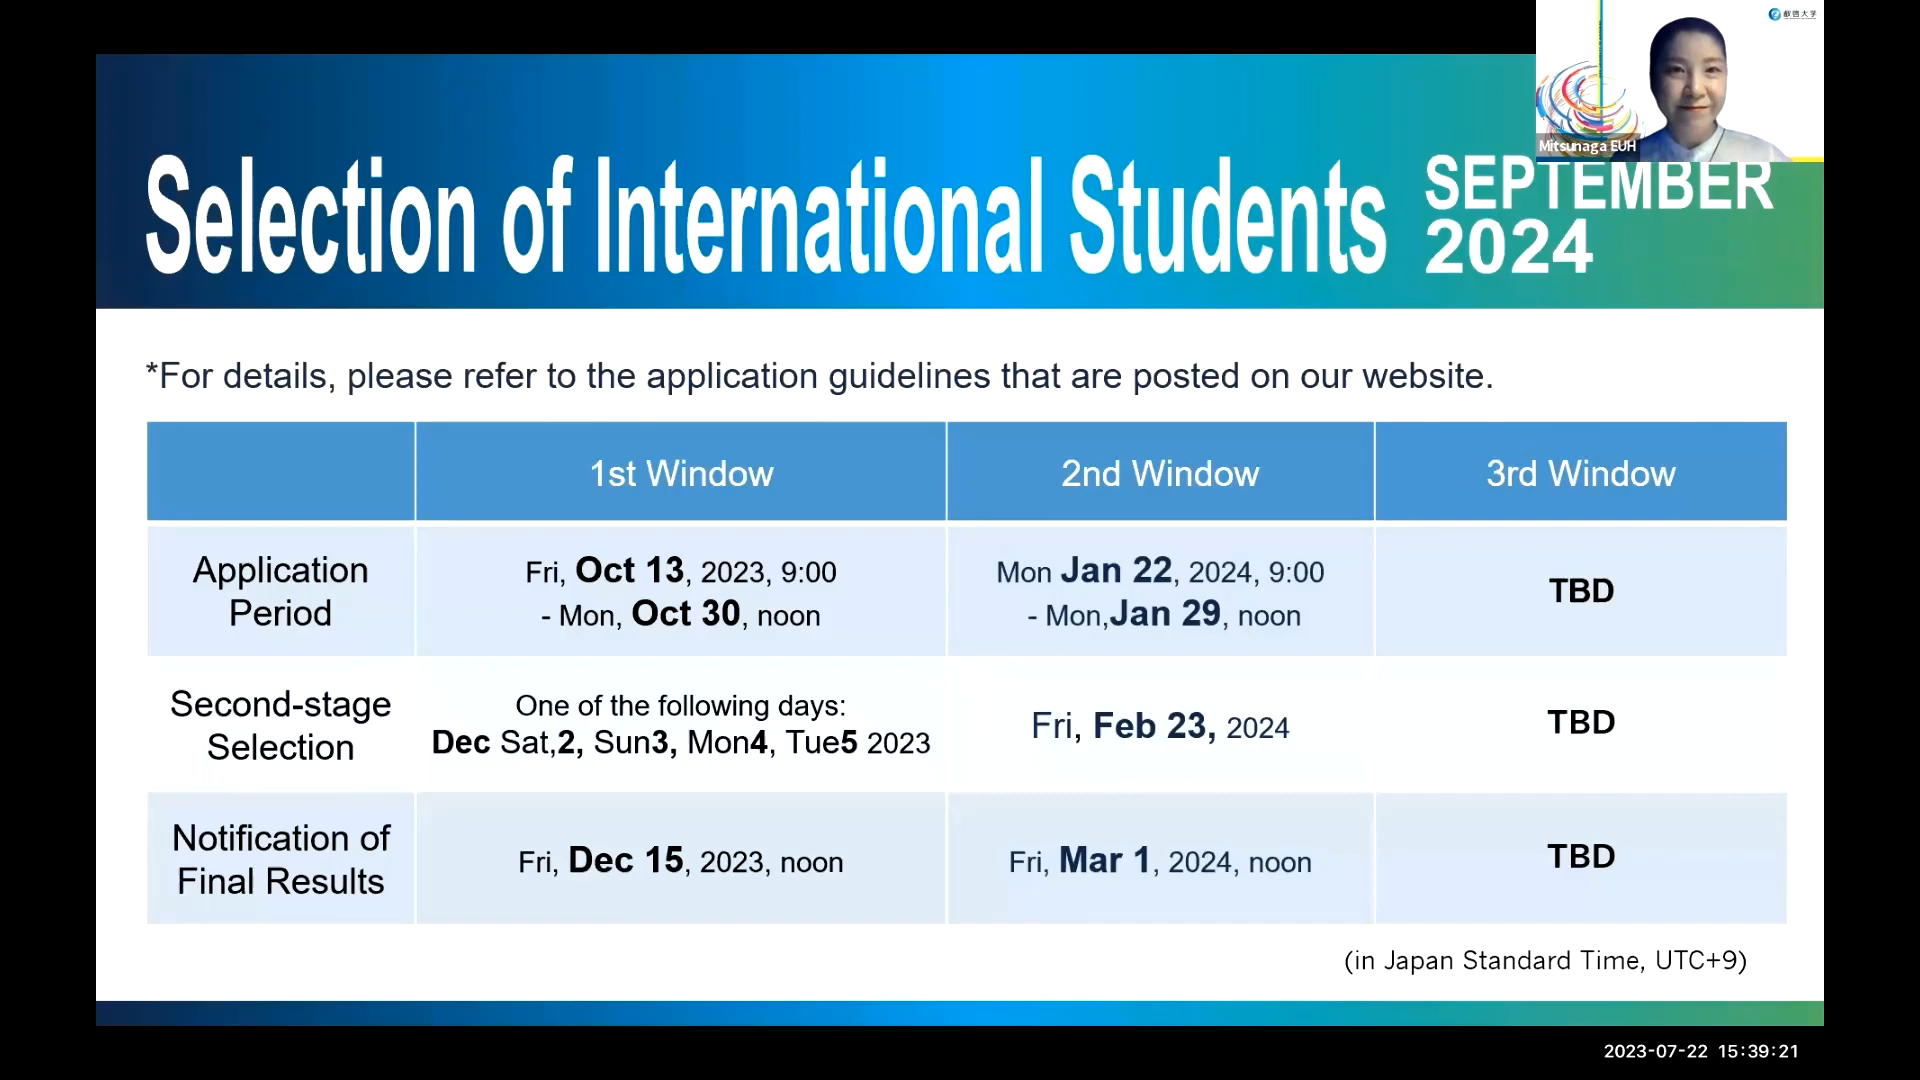 叡啓大学
Mitsunaga EUH
Selection of International Students
SEPTEMBER
2024
*For details, please refer to the application guidelines that are posted on our website.
1st Window
2nd Window
3rd Window
Application
Period
Fri, Oct 13, 2023, 9:00
- Mon, Oct 30, noon
Mon Jan 22, 2024, 9:00
- Mon,Jan 29, noon
TBD
Second-stage
Selection
One of the following days:
Dec Sat,2, Sun3, Mon4, Tue5 2023
Fri, Feb 23, 2024
TBD
Notification of
Final Results
Fri, Dec 15, 2023, noon
Fri, Mar 1, 2024, noon
TBD
(in Japan Standard Time, UTC+9)
2023-07-22 15:39:21